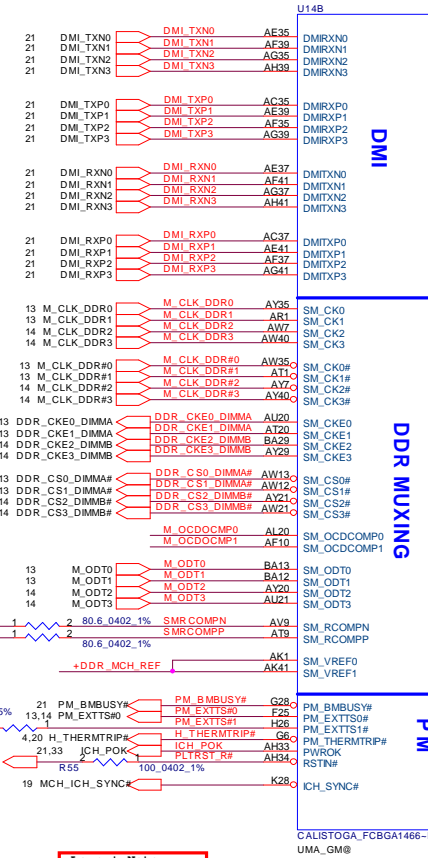 U14B
21 DMI_TXN0 DMI_TXN0 AE35 DMIRXN0
21 DMI_TXN1 DMI_TXN1 AF39 DMIRXN1
21 DMI_TXN2 DMI_TXN2 AG35 DMIRXN2
21 DMI_TXN3 DMI_TXN3 AH39 DMIRXN3
21 DMI_TXP0 DMI_TXP0 AC35 DMIRXP0
21 DMI_TXP1 DMI_TXP1 AE39 DMIRXP1
21 DMI_TXP2 DMI_TXP2 AF35 DMIRXP2
21 DMI_TXP3 DMI_TXP3 AG39 DMIRXP3
DMI
21 DMI_RXN0 DMI_RXN0 AE37 DMITXN0
21 DMI_RXN1 DMI_RXN1 AF41 DMITXN1
21 DMI_RXN2 DMI_RXN2 AG37 DMITXN2
21 DMI_RXN3 DMI_RXN3 AH41 DMITXN3
21 DMI_RXP0 DMI_RXP0 AC37 DMITXP0
21 DMI_RXP1 DMI_RXP1 AE41 DMITXP1
21 DMI_RXP2 DMI_RXP2 AF37 DMITXP2
21 DMI_RXP3 DMI_RXP3 AG41 DMITXP3
13 M_CLK_DDR0 M_CLK_DDR0 AY35 SM_CK0
13 M_CLK_DDR1 M_CLK_DDR1 AR1 SM_CK1
14 M_CLK_DDR2 M_CLK_DDR2 AW7 SM_CK2
14 M_CLK_DDR3 M_CLK_DDR3 AW40 SM_CK3
13 M_CLK_DDR#0 M_CLK_DDR#0 AW35 SM_CK0#
13 M_CLK_DDR#1 M_CLK_DDR#1 AT1 SM_CK1#
14 M_CLK_DDR#2 M_CLK_DDR#2 AY7 SM_CK2#
14 M_CLK_DDR#3 M_CLK_DDR#3 AY40 SM_CK3#
13 DDR_CKE0_DIMMA DDR_CKE0_DIMMA AU20 SM_CKE0
13 DDR_CKE1_DIMMA DDR_CKE1_DIMMA AT20 SM_CKE1
14 DDR_CKE2_DIMMB DDR_CKE2_DIMMB BA29 SM_CKE2
14 DDR_CKE3_DIMMB DDR_CKE3_DIMMB AY29 SM_CKE3
DDR MUXING
13 DDR_CS0_DIMMA# DDR_CS0_DIMMA# AW13 SM_CS0#
13 DDR_CS1_DIMMA# DDR_CS1_DIMMA# AW12 SM_CS1#
14 DDR_CS2_DIMMB# DDR_CS2_DIMMB# AY21 SM_CS2#
14 DDR_CS3_DIMMB# DDR_CS3_DIMMB# AW21 SM_CS3#
M_OCDOCMP0 AL20 SM_OCDCOMP0
M_OCDOCMP1 AF10 SM_OCDCOMP1
13 M_ODT0 M_ODT0 BA13 SM_ODT0
13 M_ODT1 M_ODT1 BA12 SM_ODT1
14 M_ODT2 M_ODT2 AY20 SM_ODT2
14 M_ODT3 M_ODT3 AU21 SM_ODT3
1 2 80.6_0402_1% SMRCOMPN AV9 SM_RCOMPN
1 2 SMRCOMPP AT9 SM_RCOMPP
80.6_0402_1%
+DDR_MCH_REF AK1 SM_VREF0
AK41 SM_VREF1
21 PM_BMBUSY# PM_BMBUSY# G28 PM_BMBUSY#
5% 13,14 PM_EXTTS#0 PM_EXTTS#0 F25 PM_EXTTS0#
1 PM_EXTTS#1 H26 PM_EXTTS1#
4,20 H_THERMTRIP# H_THERMTRIP# G6 PM_THERMTRIP#
21,33 ICH_POK ICH_POK AH33 PWROK
2 1 PLTRST_R# AH34 RSTIN#
R55 100_0402_1%
PM
19 MCH_ICH_SYNC# K28 ICH_SYNC#
CALISTOGA_FCBGA1466~
UMA_GM@